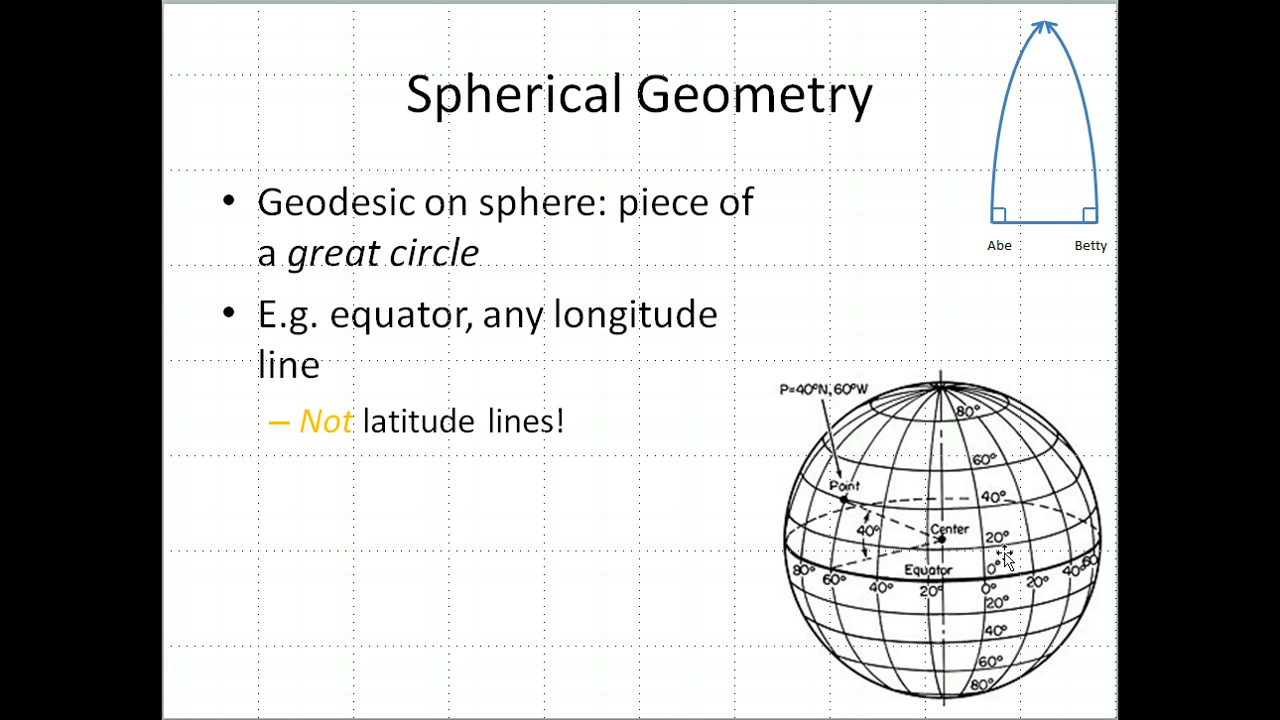 Spherical Geometry
• Geodesic on sphere: piece of
a great circle
• E.g. equator, any longitude
line
– Not latitude lines!
Abe Betty
P=40°N, 60°W
80°
60°
Point
40°
Center
40°
20°
Equator
0°
80° 60° 40° 20° 0° 20° 40° 60
20°
40°
60°
80°